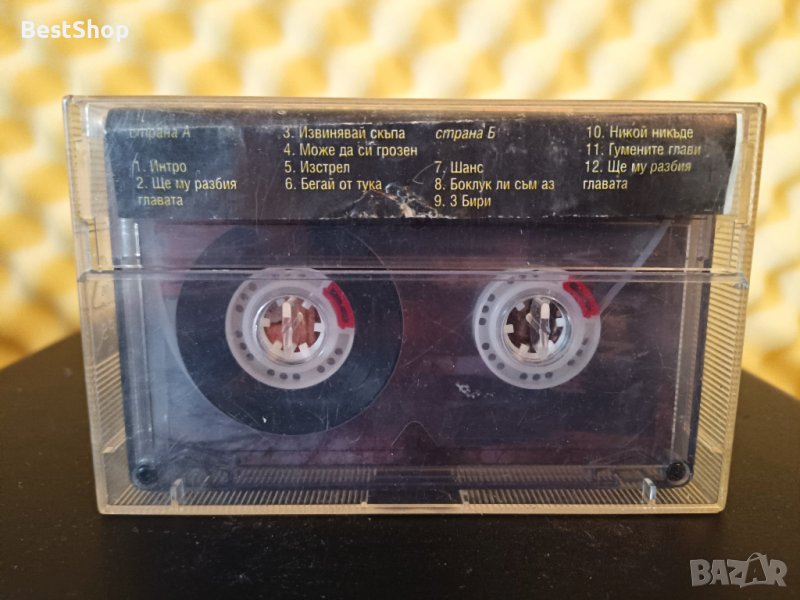 BestShop
страна А
1. Интро
2. Ще му разбия
главата
3. Извинявай скъпа
4. Може да си грозен
5. Изстрел
6. Бегай от тука
страна Б
7. Шанс
8. Боклук ли съм аз
9. 3 Бири
10. Никой никъде
11. Гумените глави
12. Ще му разбия
главата
BAZAR